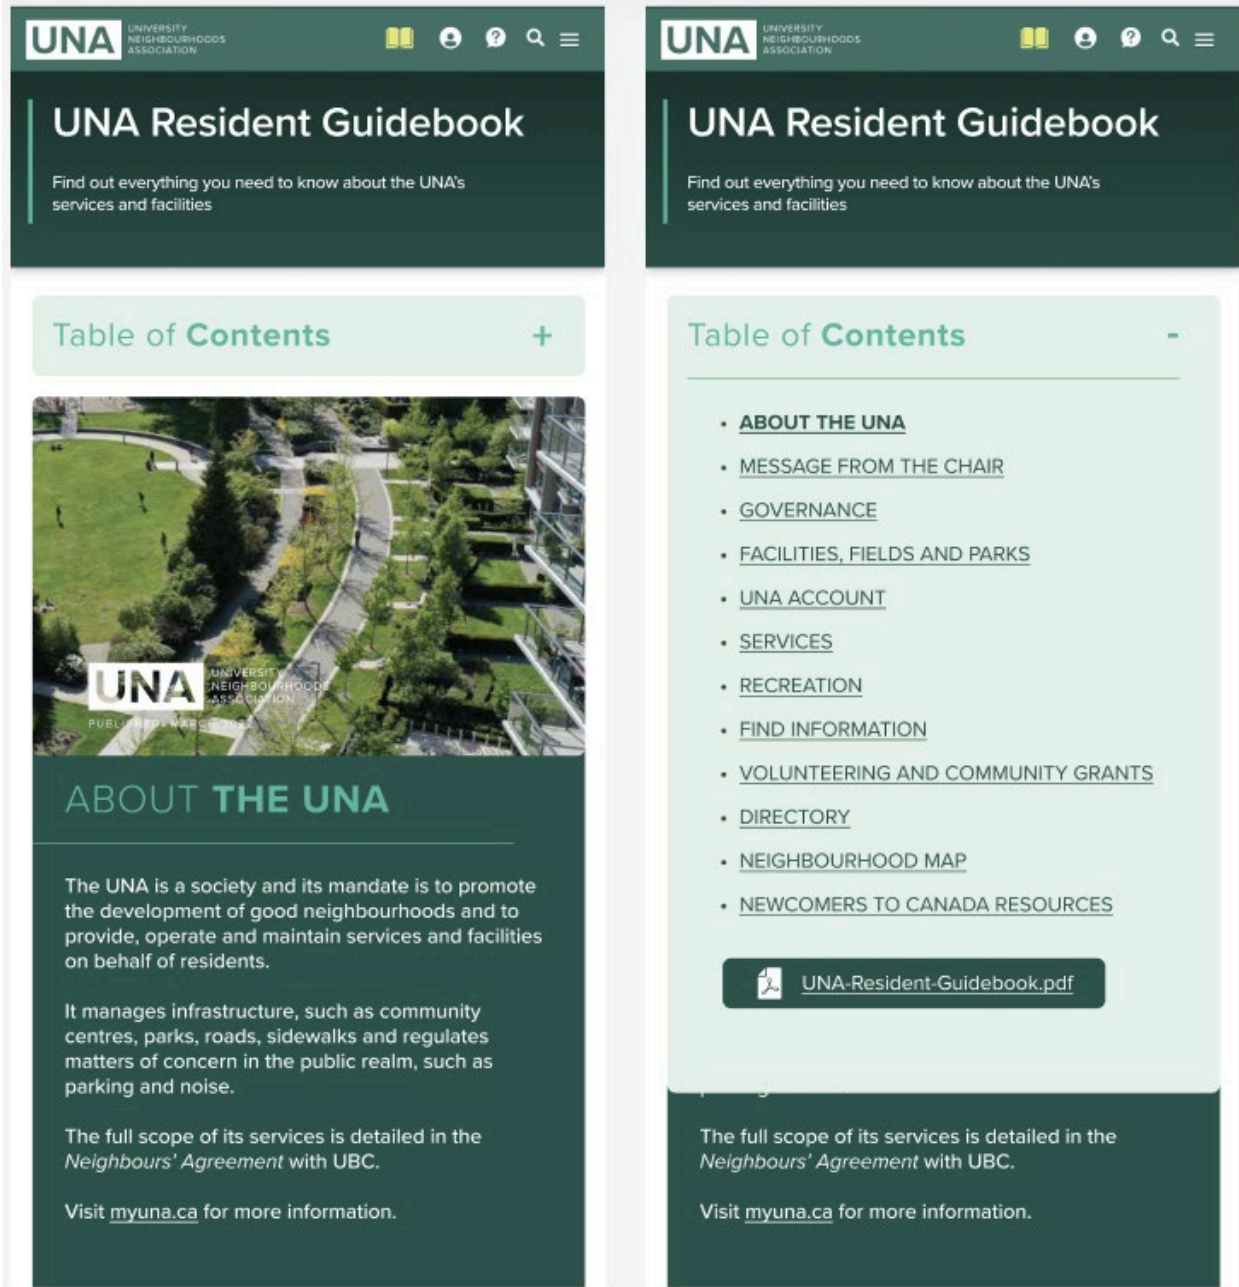 UNA UNIVERSITY
NEIGHBOURHOODS
ASSOCIATION
UNA Resident Guidebook
Find out everything you need to know about the UNA's
services and facilities
Table of Contents +
UNA UNIVERSITY
NEIGHBOURHOODS
ASSOCIATION
PUBLISHED: MARCH
ABOUT THE UNA
The UNA is a society and its mandate is to promote
the development of good neighbourhoods and to
provide, operate and maintain services and facilities
on behalf of residents.
It manages infrastructure, such as community
centres, parks, roads, sidewalks and regulates
matters of concern in the public realm, such as
parking and noise.
The full scope of its services is detailed in the
Neighbours' Agreement with UBC.
Visit myuna.ca for more information.
UNA UNIVERSITY
NEIGHBOURHOODS
ASSOCIATION
UNA Resident Guidebook
Find out everything you need to know about the UNA's
services and facilities
Table of Contents -
• ABOUT THE UNA
• MESSAGE FROM THE CHAIR
• GOVERNANCE
• FACILITIES, FIELDS AND PARKS
• UNA ACCOUNT
• SERVICES
• RECREATION
• FIND INFORMATION
• VOLUNTEERING AND COMMUNITY GRANTS
• DIRECTORY
• NEIGHBOURHOOD MAP
• NEWCOMERS TO CANADA RESOURCES
UNA-Resident-Guidebook.pdf
The full scope of its services is detailed in the
Neighbours' Agreement with UBC.
Visit myuna.ca for more information.